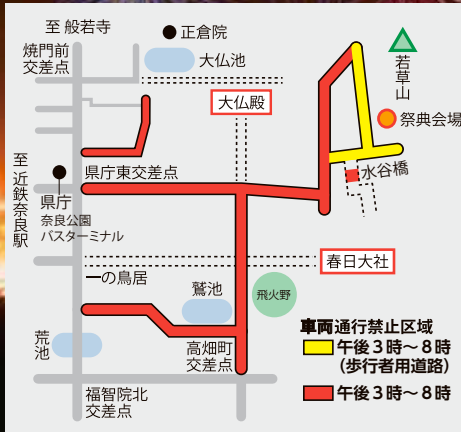 至 般若寺
正倉院
焼門前
交差点
大仏池
若草山
大仏殿
祭典会場
至 近鉄奈良駅
県庁東交差点
水谷橋
県庁
奈良公園
バスターミナル
春日大社
一の鳥居
鷲池
飛火野
荒池
高畑町
交差点
福智院北
交差点
車両通行禁止区域
午後3時〜8時
(歩行者用道路)
午後3時〜8時